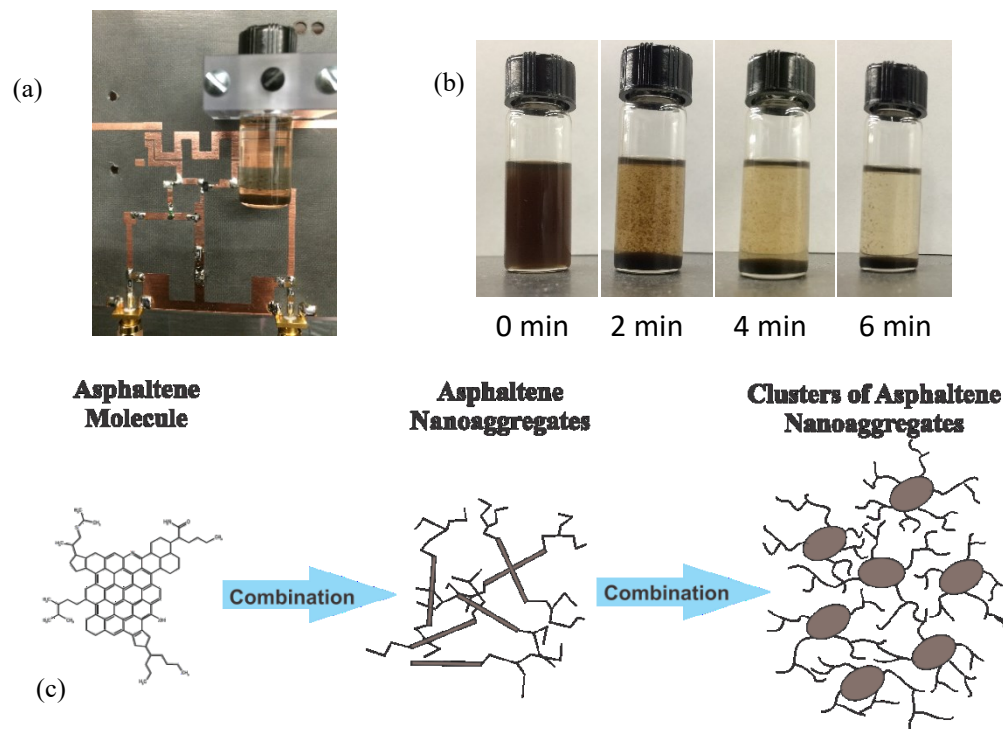 (a)
(b)
0 min
2 min
4 min
6 min
Asphaltene
Molecule
Asphaltene
Nanoaggregates
Clusters of Asphaltene
Nanoaggregates
Combination
Combination
(c)